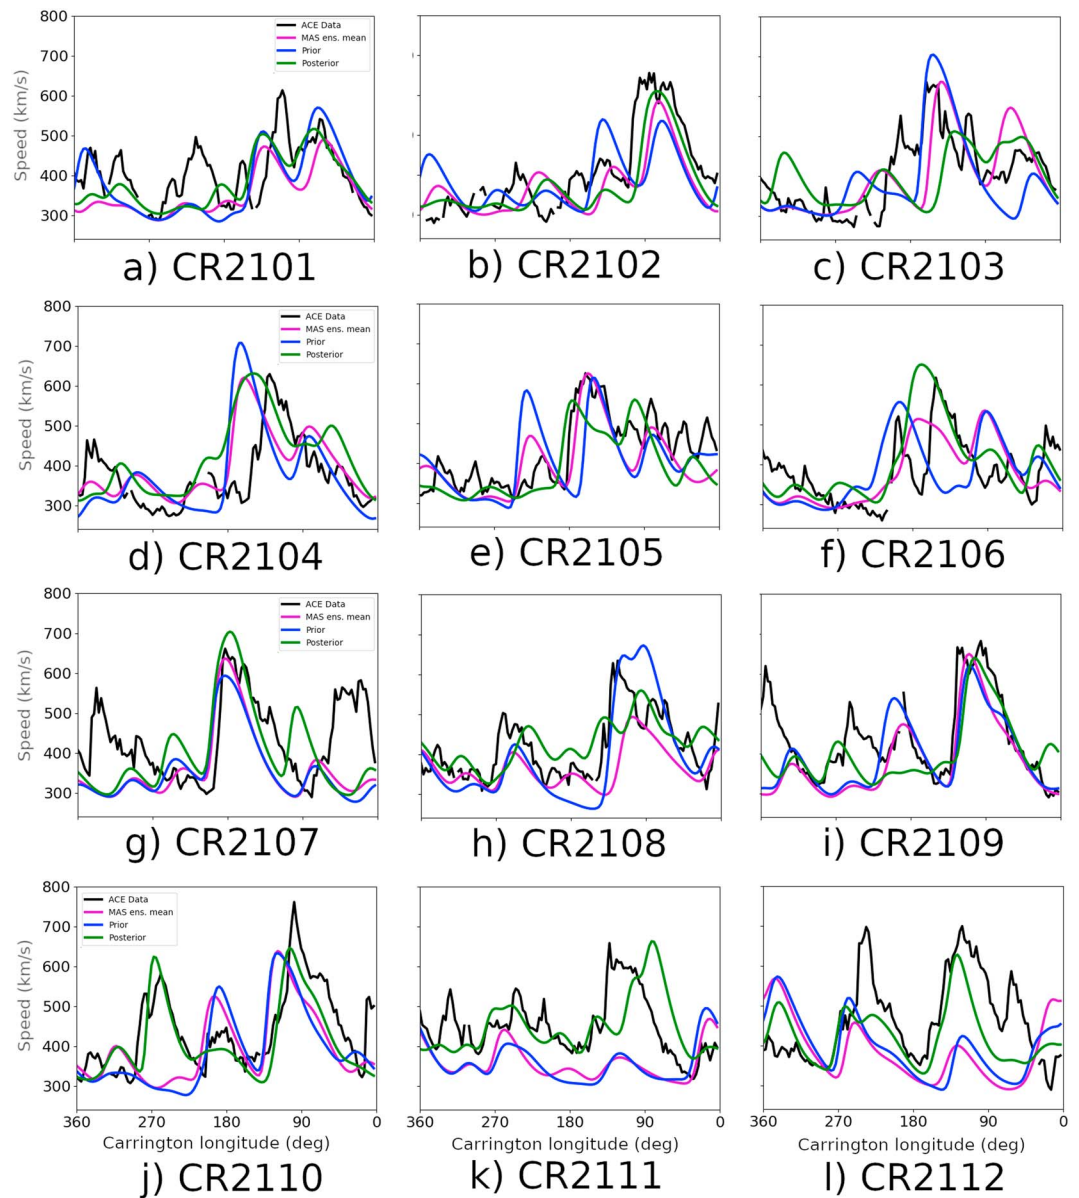 800
700
600
500
400
300
Speed (km/s)
ACE Data
MAS ens. mean
Prior
Posterior
a) CR2101
b) CR2102
c) CR2103
800
700
600
500
400
300
Speed (km/s)
ACE Data
MAS ens. mean
Prior
Posterior
d) CR2104
e) CR2105
f) CR2106
800
700
600
500
400
300
Speed (km/s)
ACE Data
MAS ens. mean
Prior
Posterior
g) CR2107
h) CR2108
i) CR2109
800
700
600
500
400
300
Speed (km/s)
ACE Data
MAS ens. mean
Prior
Posterior
360 270 180 90 0
Carrington longitude (deg)
j) CR2110
360 270 180 90 0
Carrington longitude (deg)
k) CR2111
360 270 180 90 0
Carrington longitude (deg)
l) CR2112